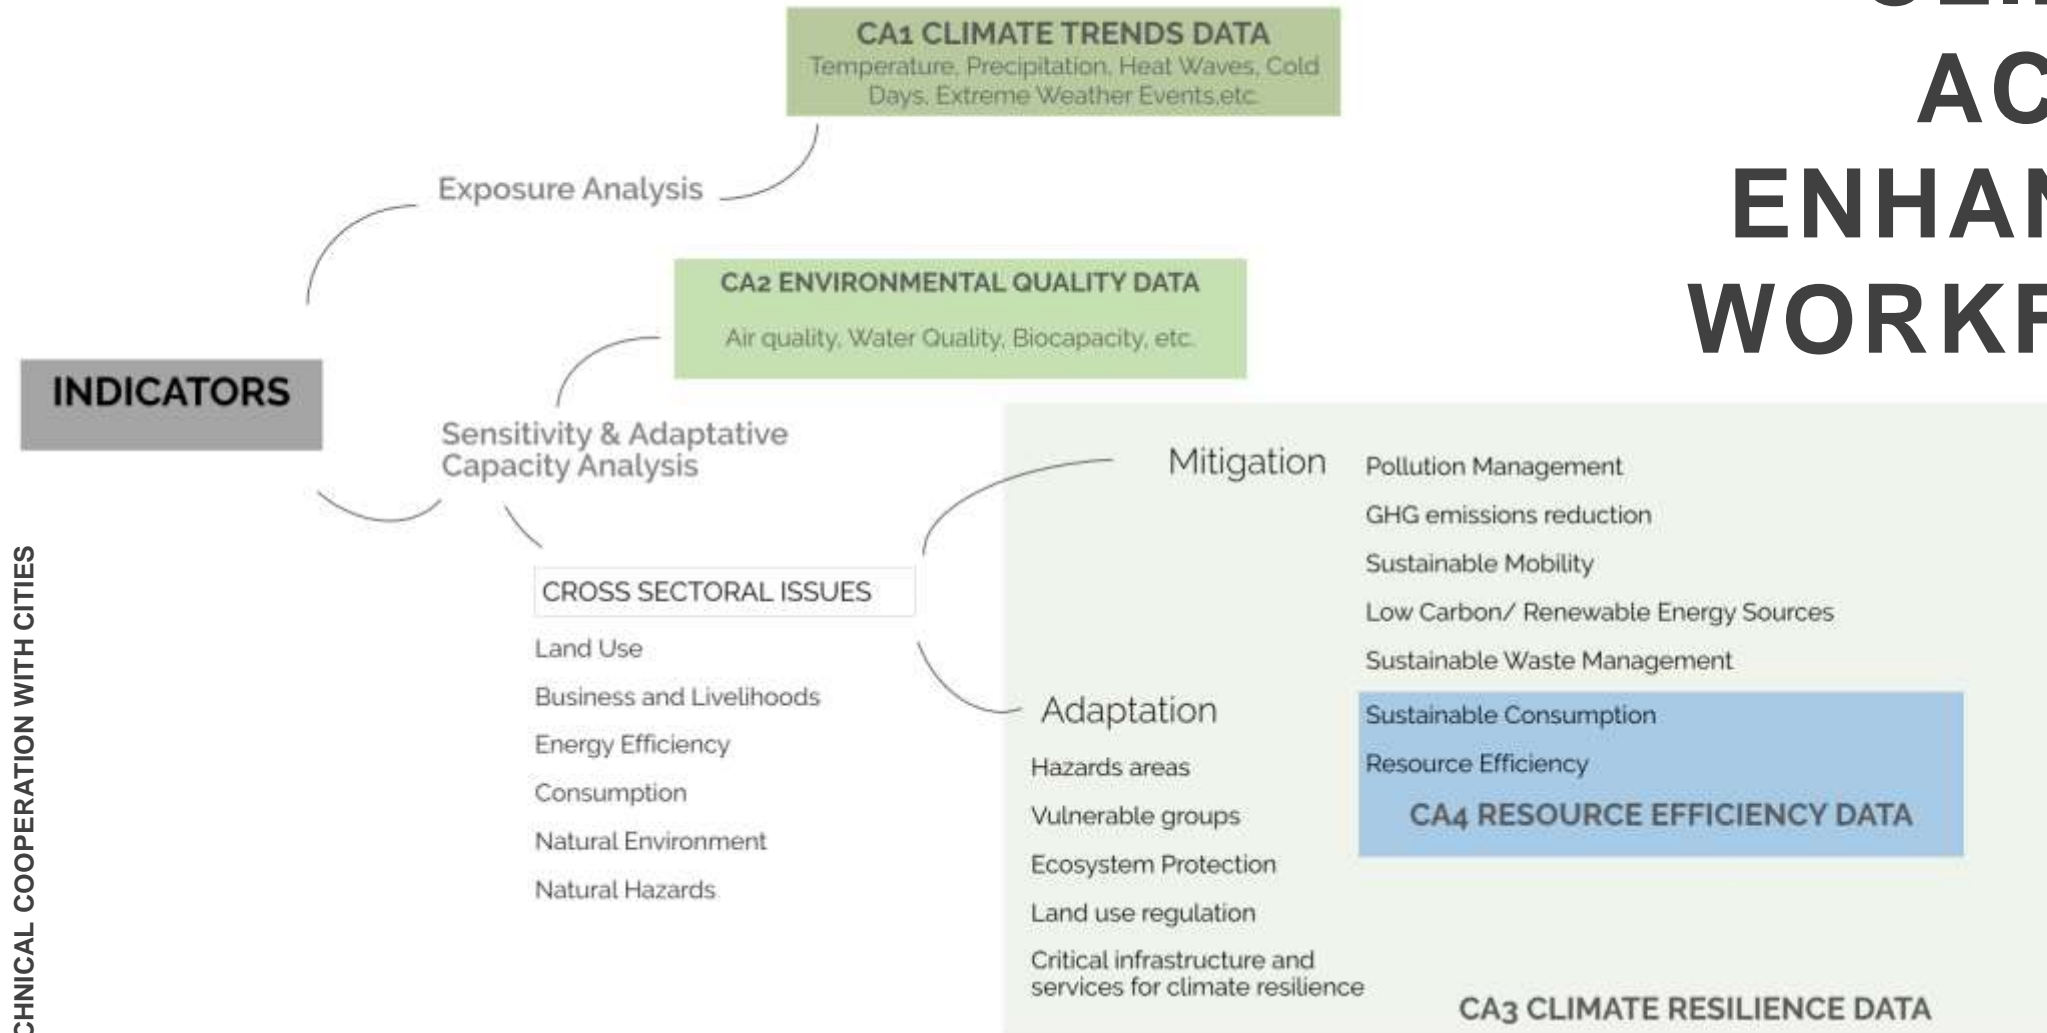 CA1 CLIMATE TRENDS DATA
Temperature, Precipitation, Heat Waves, Cold
Days, Extreme Weather Events,etc.
Exposure Analysis
CA2 ENVIRONMENTAL QUALITY DATA
Air quality, Water Quality, Biocapacity, etc.
INDICATORS
Sensitivity & Adaptative
Capacity Analysis
CROSS SECTORAL ISSUES
Land Use
Business and Livelihoods
Energy Efficiency
Consumption
Natural Environment
Natural Hazards
Mitigation
Pollution Management
GHG emissions reduction
Sustainable Mobility
Low Carbon/ Renewable Energy Sources
Sustainable Waste Management
Sustainable Consumption
Resource Efficiency
CA4 RESOURCE EFFICIENCY DATA
Adaptation
Hazards areas
Vulnerable groups
Ecosystem Protection
Land use regulation
Critical infrastructure and
services for climate resilience
CA3 CLIMATE RESILIENCE DATA
COOPERATION WITH CITIES